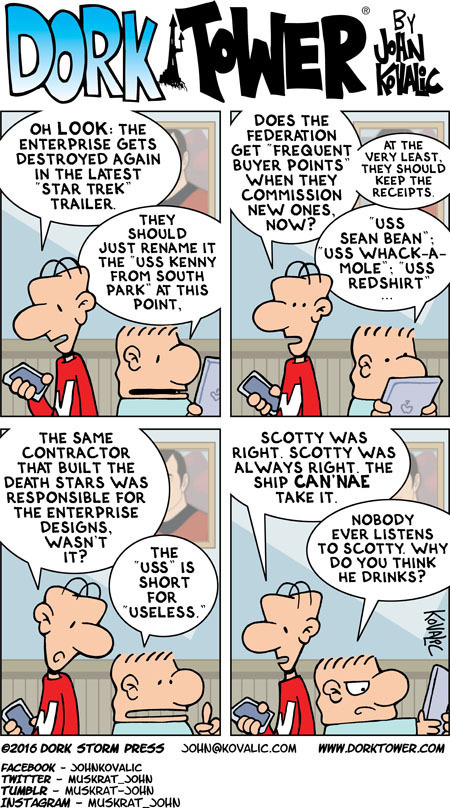 DORK TOWER®
BY
JOHN
KOVALIC
OH LOOK: THE
ENTERPRISE GETS
DESTROYED AGAIN
IN THE LATEST
"STAR TREK"
TRAILER.
THEY
SHOULD
JUST RENAME IT
THE "USS KENNY
FROM SOUTH
PARK" AT THIS
POINT,
DOES THE
FEDERATION
GET "FREQUENT
BUYER POINTS"
WHEN THEY
COMMISSION
NEW ONES,
NOW?
AT THE
VERY LEAST,
THEY SHOULD
KEEP THE
RECEIPTS.
"USS
SEAN BEAN";
"USS WHACK-A-
MOLE"; "USS
REDSHIRT"
...
THE SAME
CONTRACTOR
THAT BUILT THE
DEATH STARS WAS
RESPONSIBLE FOR
THE ENTERPRISE
DESIGNS,
WASN'T
IT?
THE
"USS" IS
SHORT
FOR
"USELESS."
SCOTTY WAS
RIGHT. SCOTTY WAS
ALWAYS RIGHT. THE
SHIP CAN'NAE
TAKE IT.
NOBODY
EVER LISTENS
TO SCOTTY. WHY
DO YOU THINK
HE DRINKS?
KOVALIC
©2016 DORK STORM PRESS JOHN@KOVALIC.COM WWW.DORKTOWER.COM
FACEBOOK - JOHNKOVALIC
TWITTER - MUSKRAT_JOHN
TUMBLR - MUSKRAT-JOHN
INSTAGRAM - MUSKRAT_JOHN